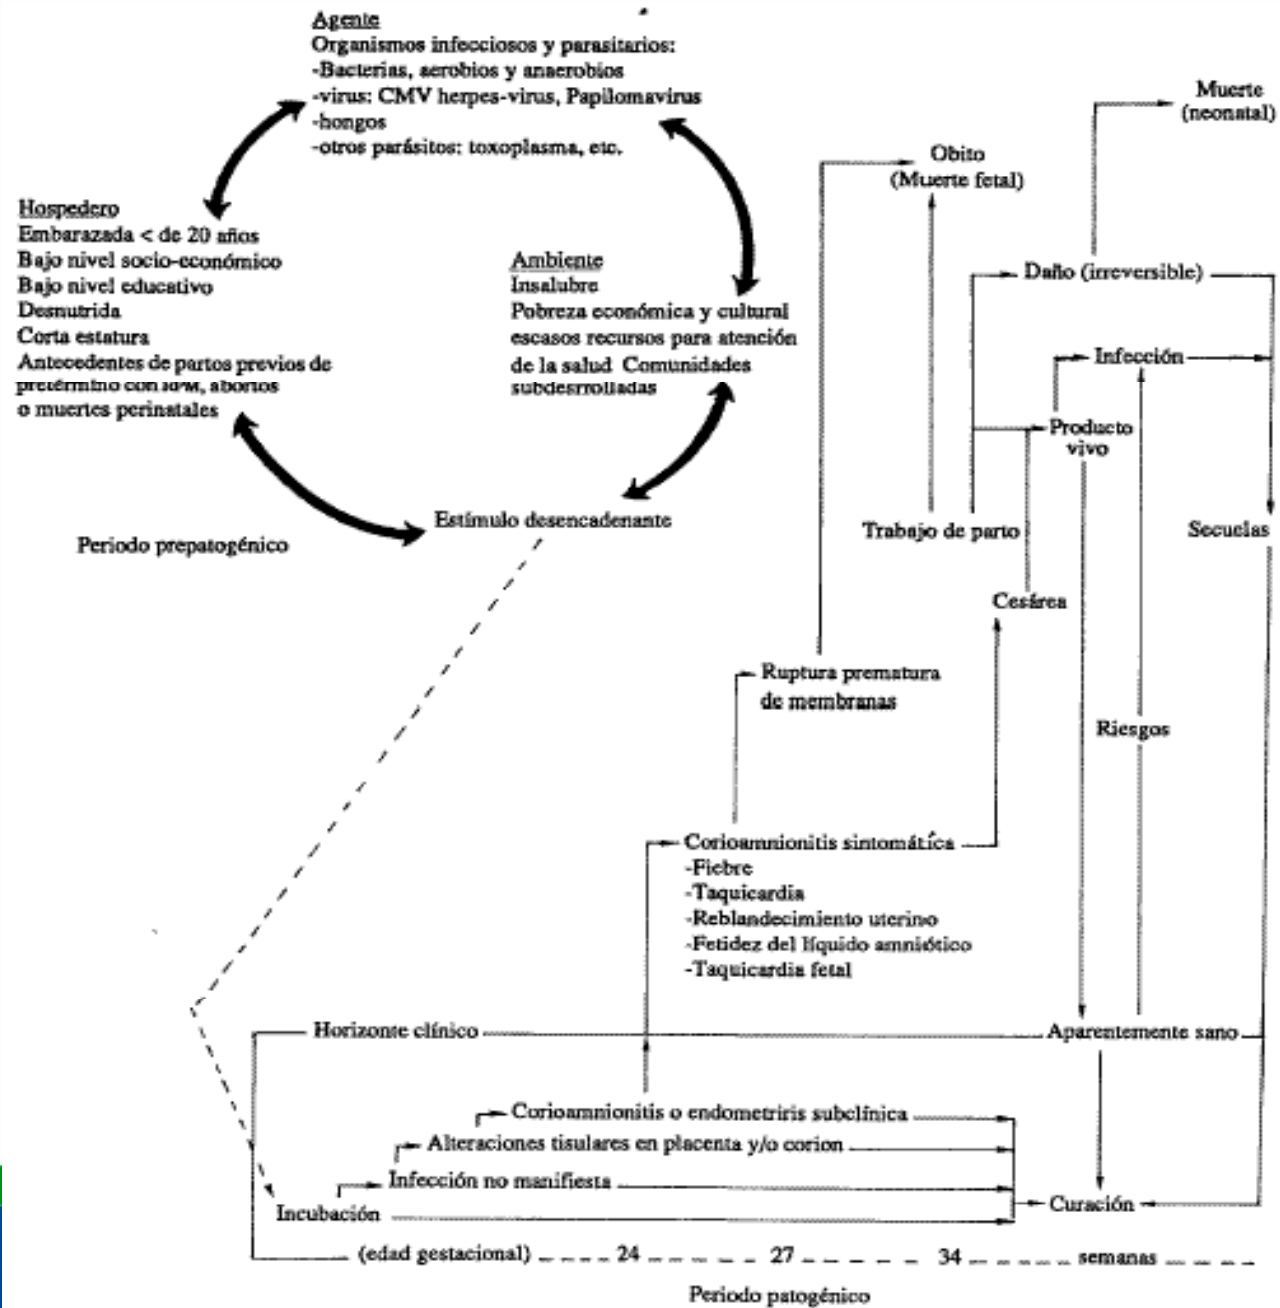 Agente
Organismos infecciosos y parasitarios:
-Bacterias, aerobios y anaerobios
-virus: CMV herpes-virus, Papilomavirus
-hongos
-otros parásitos: toxoplasma, etc.
Hospedero
Embarazada < de 20 años
Bajo nivel socio-económico
Bajo nivel educativo
Desnutrida
Corta estatura
Antecedentes de partos previos de
pretérmino con RPM, abortos
o muertes perinatales
Ambiente
Insalubre
Pobreza económica y cultural
escasos recursos para atención
de la salud Comunidades
subdesrrolladas
Estímulo desencadenante
Periodo prepatogénico
Muerte
(neonatal)
Obito
(Muerte fetal)
Daño (irreversible)
Infección
Producto
vivo
Trabajo de parto
Secuelas
Cesárea
Ruptura prematura
de membranas
Riesgos
Corioamnionitis sintomática
-Fiebre
-Taquicardia
-Reblandecimiento uterino
-Fetidez del líquido amniótico
-Taquicardia fetal
Horizonte clínico
Aparentemente sano
Corioamnionitis o endometriris subclínica
Alteraciones tisulares en placenta y/o corion
Infección no manifiesta
Incubación
Curación
(edad gestacional) 24 27 34 semanas
Periodo patogénico